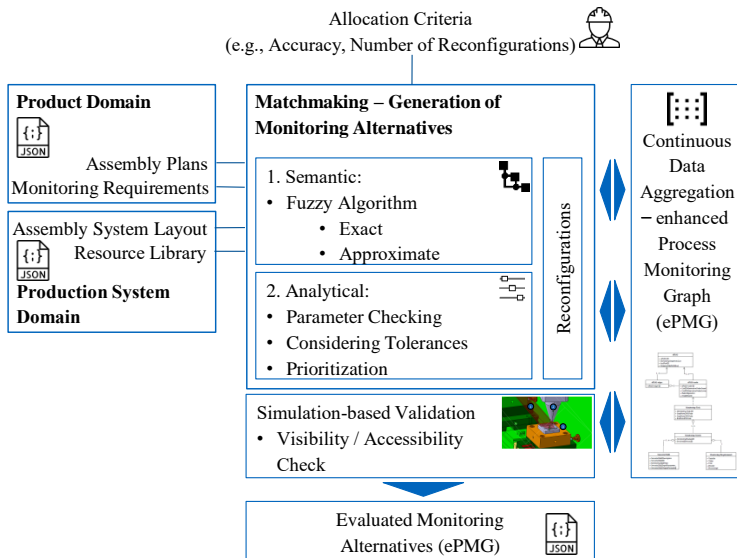 Allocation Criteria
(e.g., Accuracy, Number of Reconfigurations)
Product Domain
{;}
JSON
Assembly Plans
Monitoring Requirements
Assembly System Layout
Resource Library
{;}
JSON
Production System
Domain
Matchmaking – Generation of
Monitoring Alternatives
1. Semantic:
• Fuzzy Algorithm
• Exact
• Approximate
2. Analytical:
• Parameter Checking
• Considering Tolerances
• Prioritization
Reconfigurations
Simulation-based Validation
• Visibility / Accessibility
Check
Continuous
Data
Aggregation
– enhanced
Process
Monitoring
Graph
(ePMG)
Evaluated Monitoring
Alternatives (ePMG)
{;}
JSON